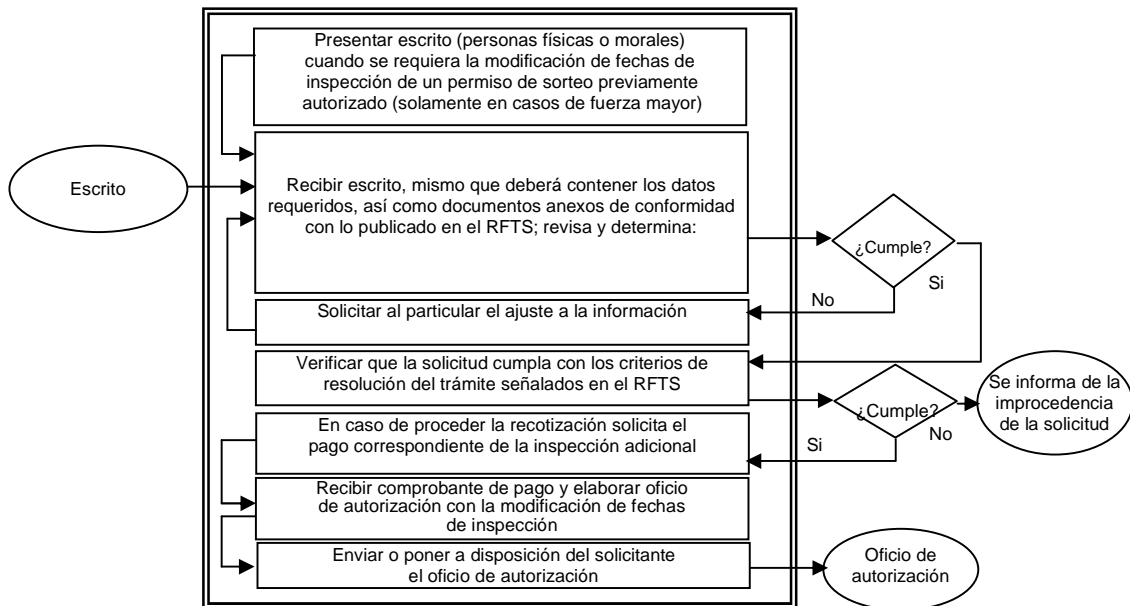 Presentar escrito (personas físicas o morales)
cuando se requiera la modificación de fechas de
inspección de un permiso de sorteo previamente
autorizado (solamente en casos de fuerza mayor)
Escrito
Recibir escrito, mismo que deberá contener los datos
requeridos, así como documentos anexos de conformidad
con lo publicado en el RFTS; revisa y determina:
¿Cumple?
Si
No
Solicitar al particular el ajuste a la información
Verificar que la solicitud cumpla con los criterios de
resolución del trámite señalados en el RFTS
¿Cumple?
No
Si
Se informa de la
improcedencia
de la solicitud
En caso de proceder la recotización solicita el
pago correspondiente de la inspección adicional
Recibir comprobante de pago y elaborar oficio
de autorización con la modificación de fechas
de inspección
Enviar o poner a disposición del solicitante
el oficio de autorización
Oficio de
autorización